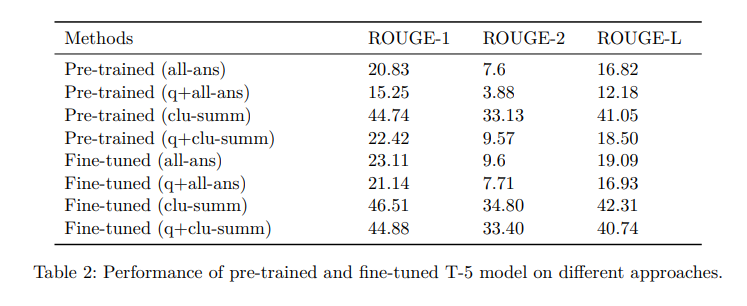 Methods ROUGE-1 ROUGE-2 ROUGE-L
Pre-trained (all-ans) 20.83 7.6 16.82
Pre-trained (q+all-ans) 15.25 3.88 12.18
Pre-trained (clu-summ) 44.74 33.13 41.05
Pre-trained (q+clu-summ) 22.42 9.57 18.50
Fine-tuned (all-ans) 23.11 9.6 19.09
Fine-tuned (q+all-ans) 21.14 7.71 16.93
Fine-tuned (clu-summ) 46.51 34.80 42.31
Fine-tuned (q+clu-summ) 44.88 33.40 40.74
Table 2: Performance of pre-trained and fine-tuned T-5 model on different approaches.